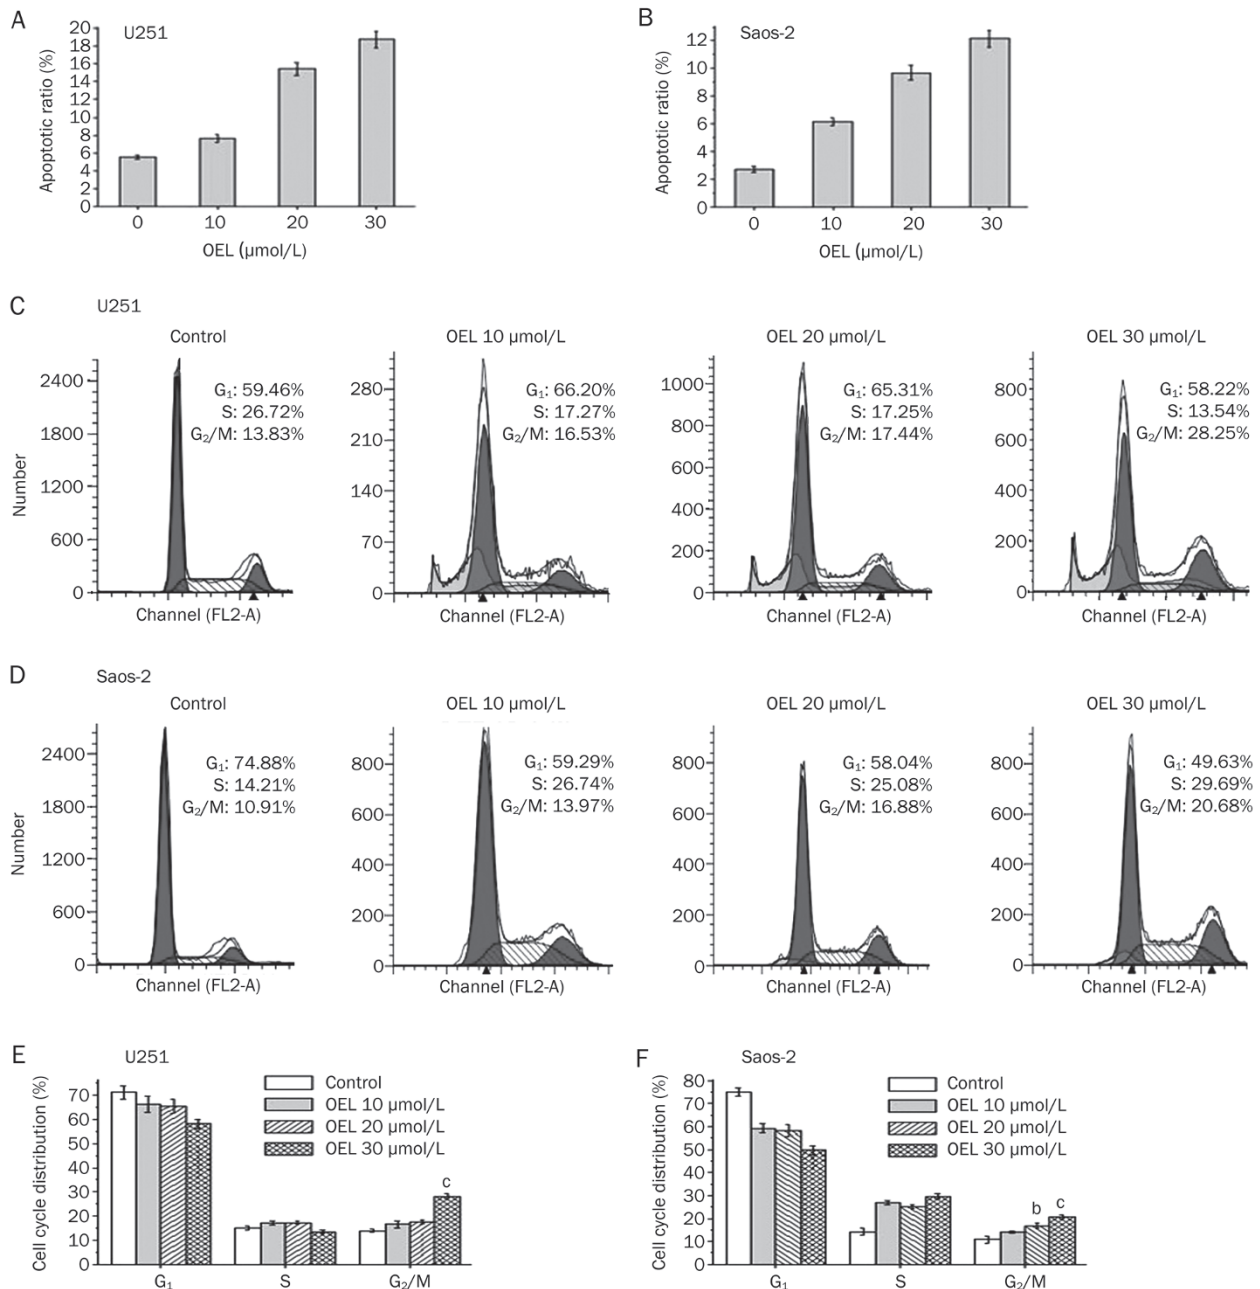 A
U251
Apoptotic ratio (%)
20
18
16
14
12
10
8
6
4
2
0
0 10 20 30
OEL (µmol/L)
B
Saos-2
Apoptotic ratio (%)
12
10
8
6
4
2
0
0 10 20 30
OEL (µmol/L)
C
U251
Number
Control
2400
1800
1200
600
0
G₁: 59.46%
S: 26.72%
G₂/M: 13.83%
Channel (FL2-A)
OEL 10 µmol/L
280
210
140
70
0
G₁: 66.20%
S: 17.27%
G₂/M: 16.53%
Channel (FL2-A)
OEL 20 µmol/L
1000
800
600
400
200
0
G₁: 65.31%
S: 17.25%
G₂/M: 17.44%
Channel (FL2-A)
OEL 30 µmol/L
800
600
400
200
0
G₁: 58.22%
S: 13.54%
G₂/M: 28.25%
Channel (FL2-A)
D
Saos-2
Number
Control
2400
1800
1200
600
0
G₁: 74.88%
S: 14.21%
G₂/M: 10.91%
Channel (FL2-A)
OEL 10 µmol/L
800
600
400
200
0
G₁: 59.29%
S: 26.74%
G₂/M: 13.97%
Channel (FL2-A)
OEL 20 µmol/L
800
600
400
200
0
G₁: 58.04%
S: 25.08%
G₂/M: 16.88%
Channel (FL2-A)
OEL 30 µmol/L
800
600
400
200
0
G₁: 49.63%
S: 29.69%
G₂/M: 20.68%
Channel (FL2-A)
E
U251
Cell cycle distribution (%)
70
60
50
40
30
20
10
0
Control
OEL 10 µmol/L
OEL 20 µmol/L
OEL 30 µmol/L
c
G₁ S G₂/M
F
Saos-2
Cell cycle distribution (%)
80
70
60
50
40
30
20
10
0
Control
OEL 10 µmol/L
OEL 20 µmol/L
OEL 30 µmol/L
b c
G₁ S G₂/M